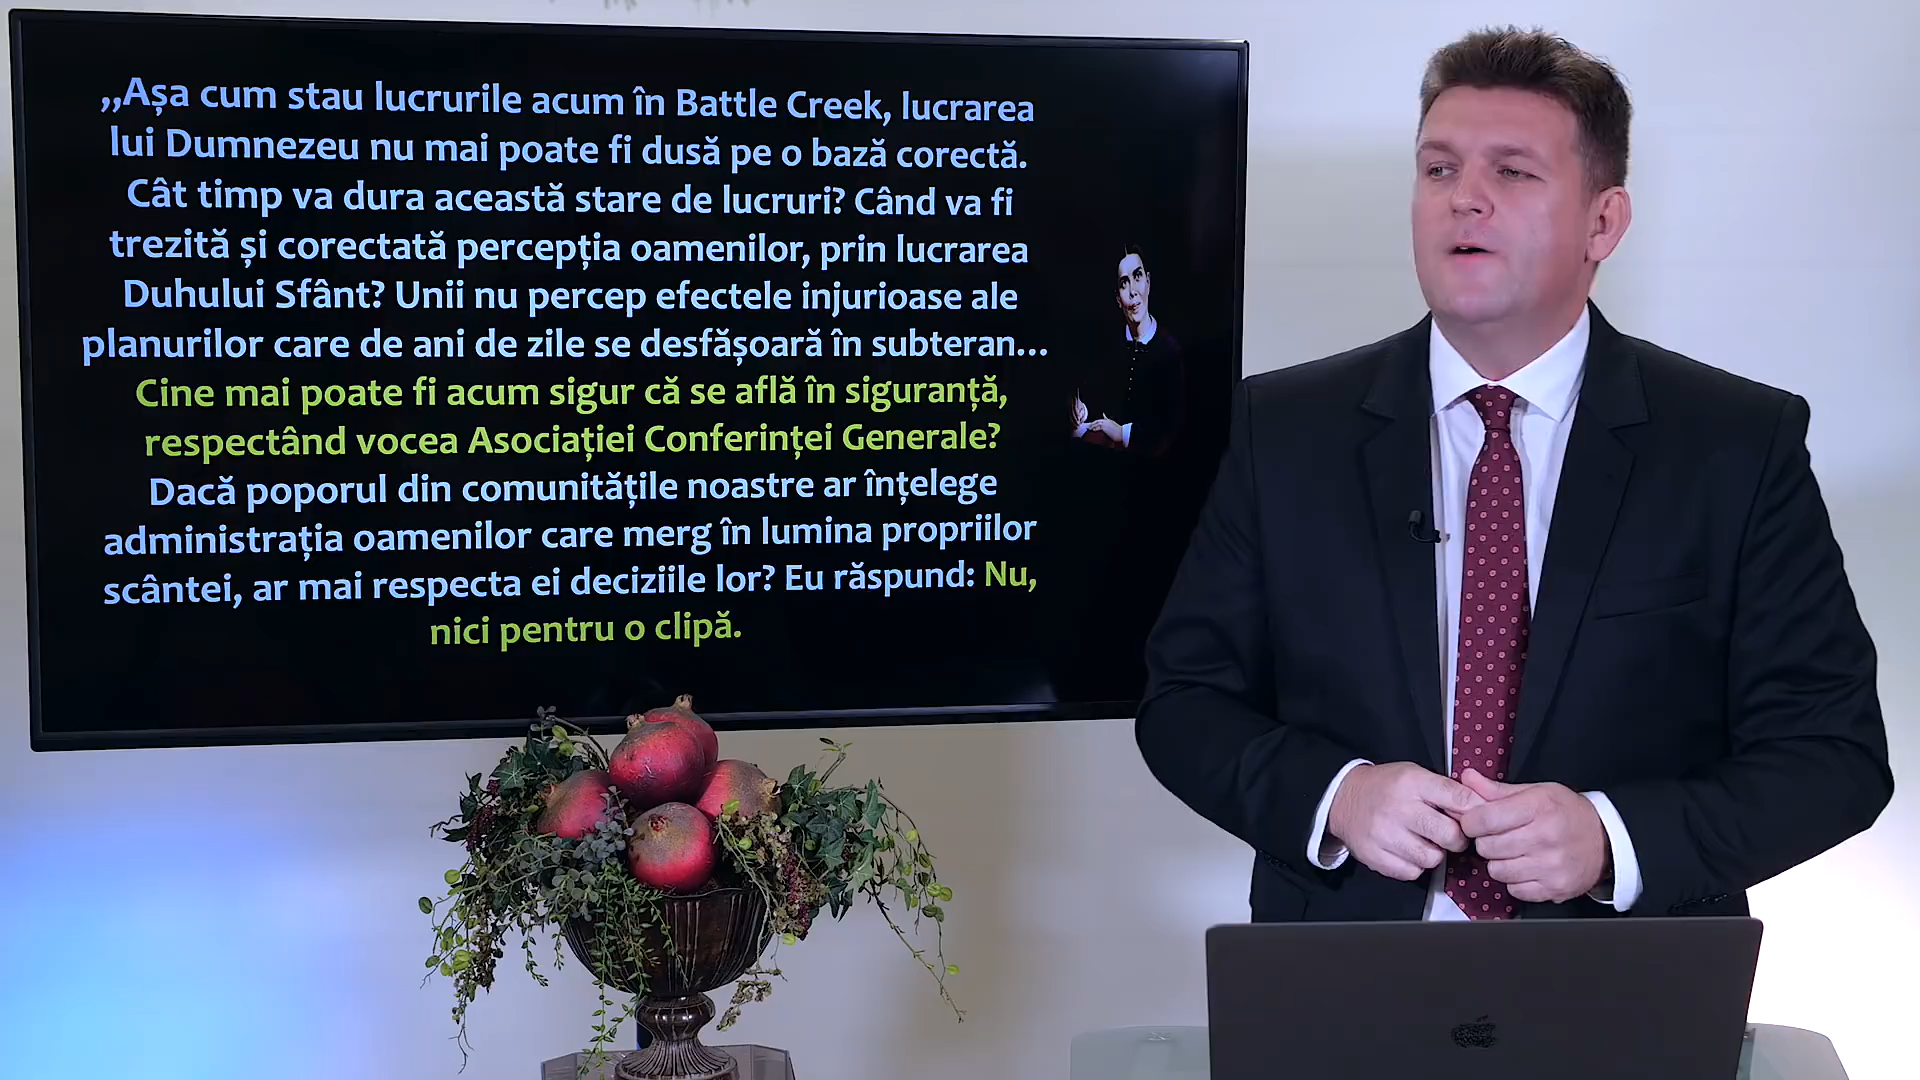 „Așa cum stau lucrurile acum în Battle Creek, lucrarea
lui Dumnezeu nu mai poate fi dusă pe o bază corectă.
Cât timp va dura această stare de lucruri? Când va fi
trezită și corectată percepția oamenilor, prin lucrarea
Duhului Sfânt? Unii nu percep efectele injurioase ale
planurilor care de ani de zile se desfășoară în subteran...
Cine mai poate fi acum sigur că se află în siguranță,
respectând vocea Asociației Conferinței Generale?
Dacă poporul din comunitățile noastre ar înțelege
administrația oamenilor care merg în lumina propriilor
scântei, ar mai respecta ei deciziile lor? Eu răspund: Nu,
nici pentru o clipă.